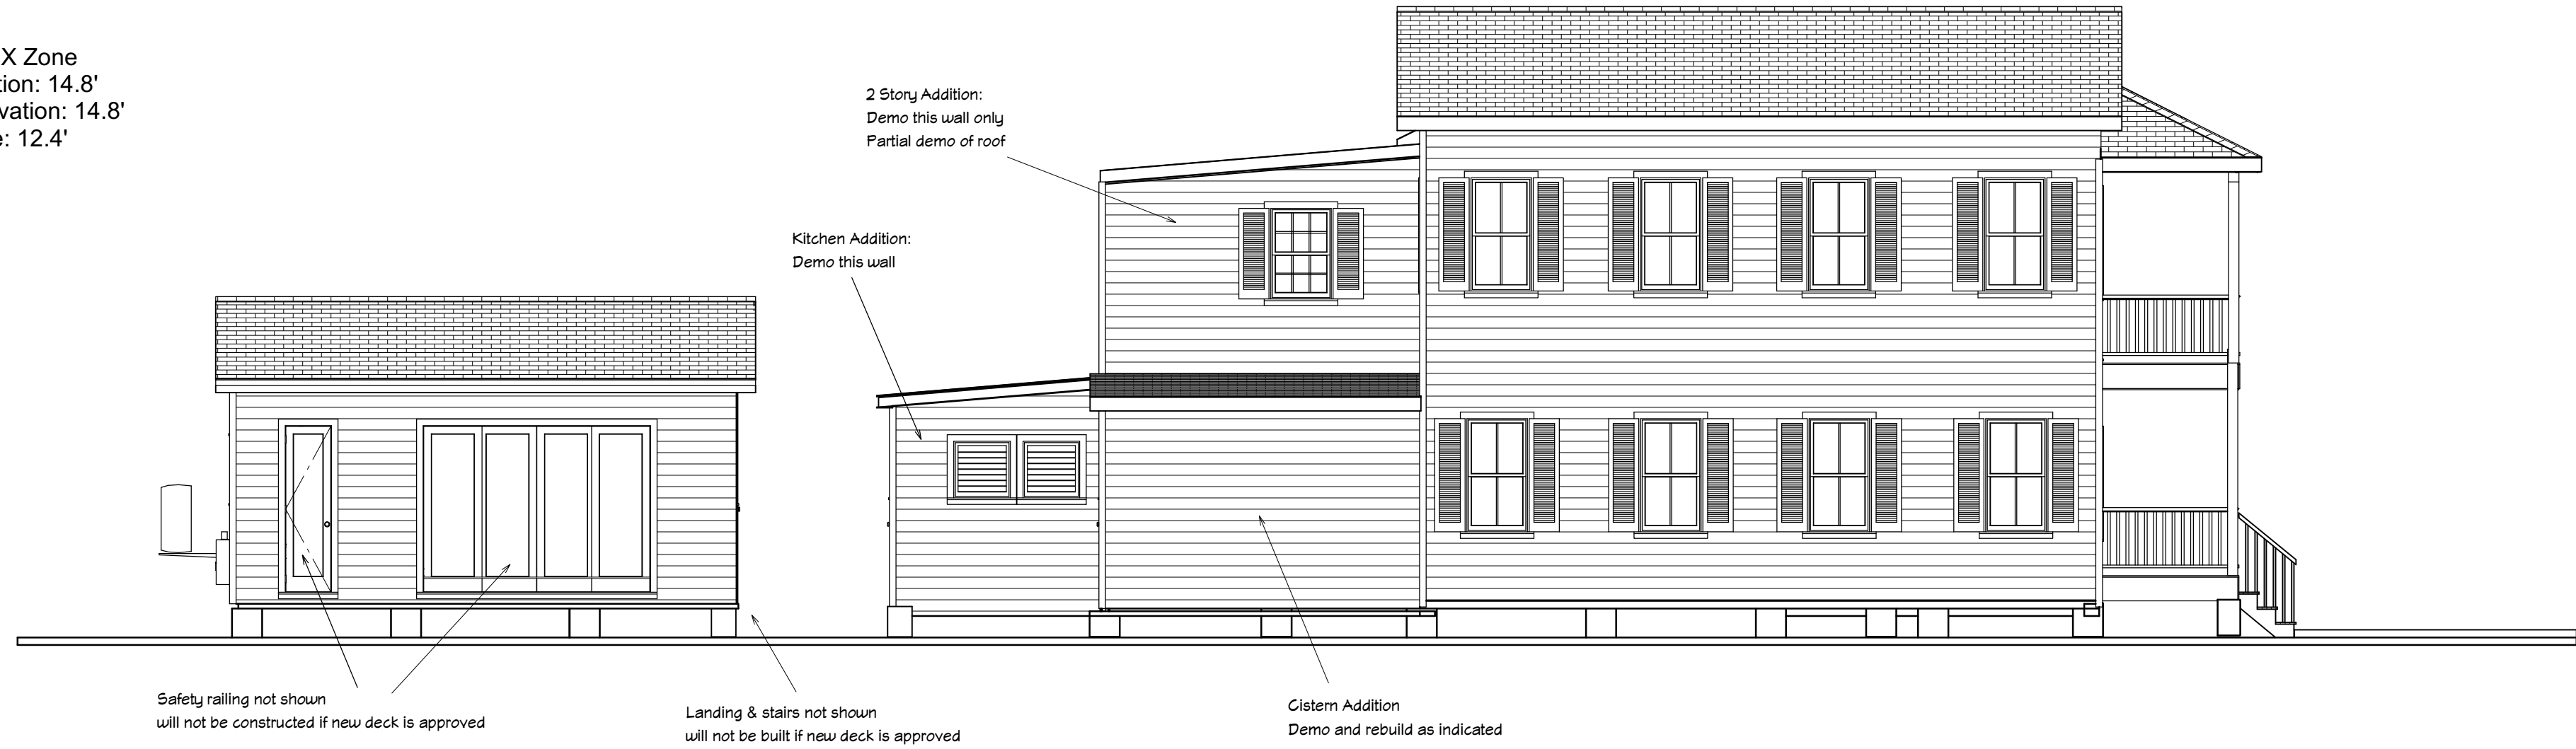 X Zone
tion: 14.8'
vation: 14.8'
e: 12.4'
2 Story Addition:
Demo this wall only
Partial demo of roof
Kitchen Addition:
Demo this wall
Safety railing not shown
will not be constructed if new deck is approved
Landing & stairs not shown
will not be built if new deck is approved
Cistern Addition
Demo and rebuild as indicated